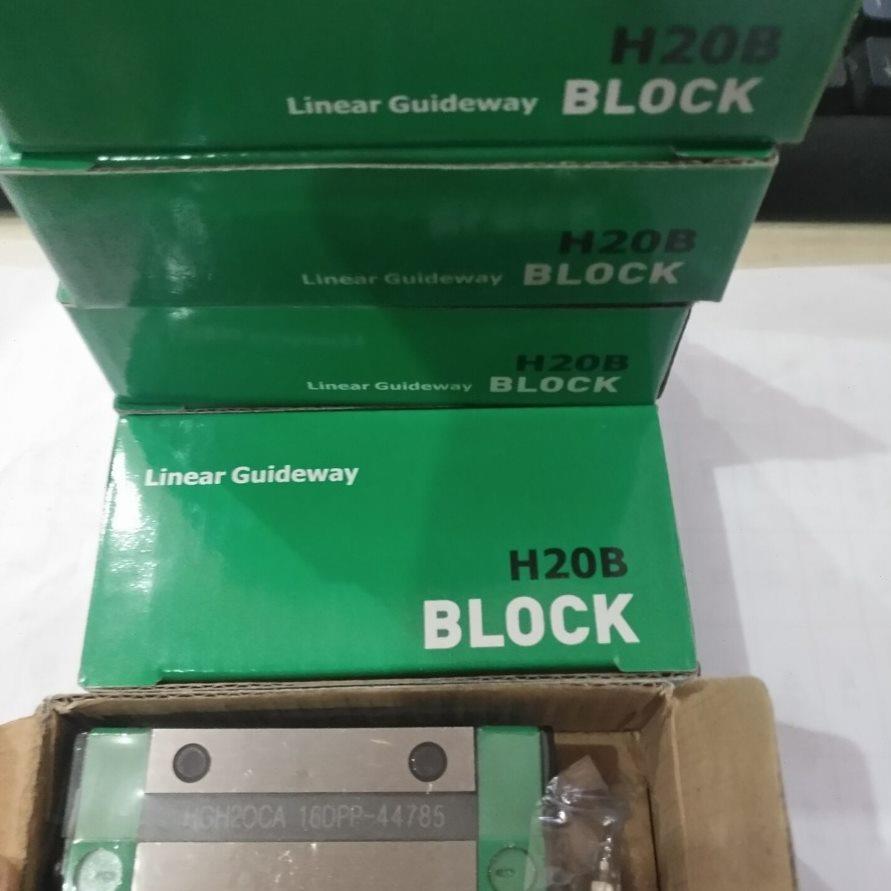 H20B
Linear Guideway BLOCK
H20B
Linear Guideway BLOCK
H20B
Linear Guideway BLOCK
Linear Guideway
H20B
BLOCK
HGH20CA 16DPP-44785